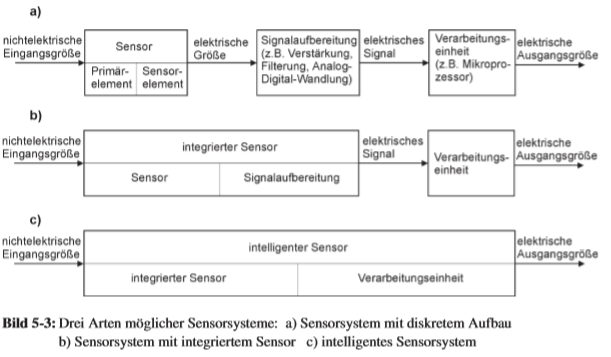 a)
nichtelektrische
Eingangsgröße
Sensor
Primär-
element
Sensor-
element
elektrische
Größe
Signalaufbereitung
(z.B. Verstärkung,
Filterung, Analog-
Digital-Wandlung)
elektrisches
Signal
Verarbeitungs-
einheit
(z.B. Mikropro-
zessor)
elektrische
Ausgangsgröße
b)
nichtelektrische
Eingangsgröße
integrierter Sensor
Sensor
Signalaufbereitung
elektrisches
Signal
Verarbeitungs-
einheit
elektrische
Ausgangsgröße
c)
nichtelektrische
Eingangsgröße
intelligenter Sensor
integrierter Sensor
Verarbeitungseinheit
elektrische
Ausgangsgröße
Bild 5-3: Drei Arten möglicher Sensorsysteme: a) Sensorsystem mit diskretem Aufbau
b) Sensorsystem mit integriertem Sensor c) intelligentes Sensorsystem